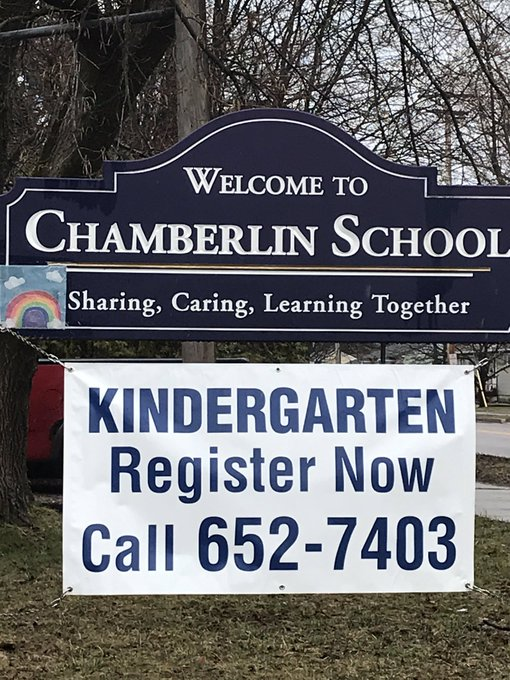 WELCOME TO
CHAMBERLIN SCHOOL
Sharing, Caring, Learning Together
KINDERGARTEN
Register Now
Call 652-7403